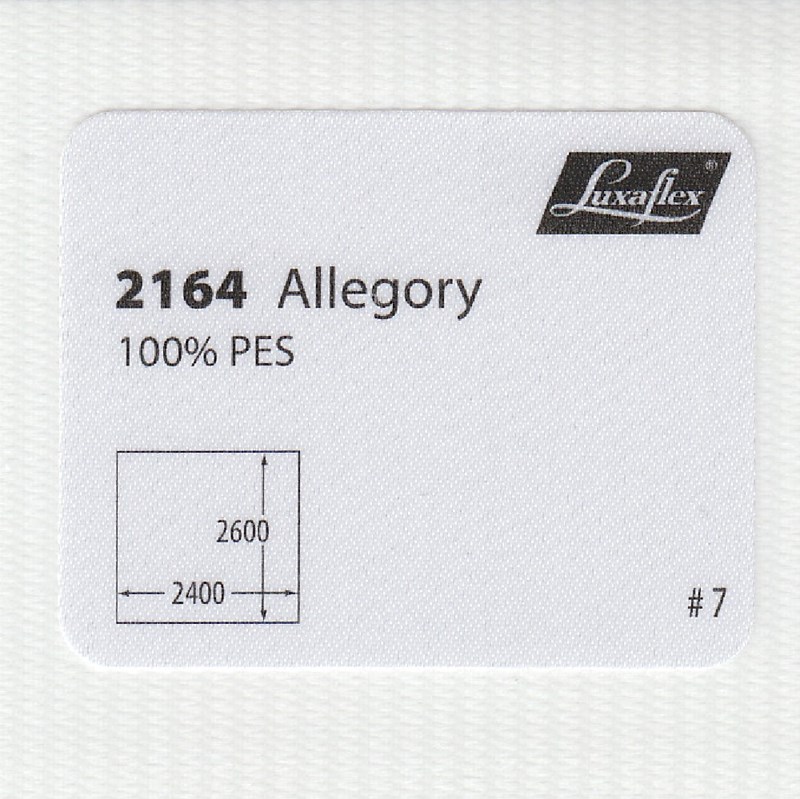 Luxaflex®
2164 Allegory
100% PES
2600
2400
# 7